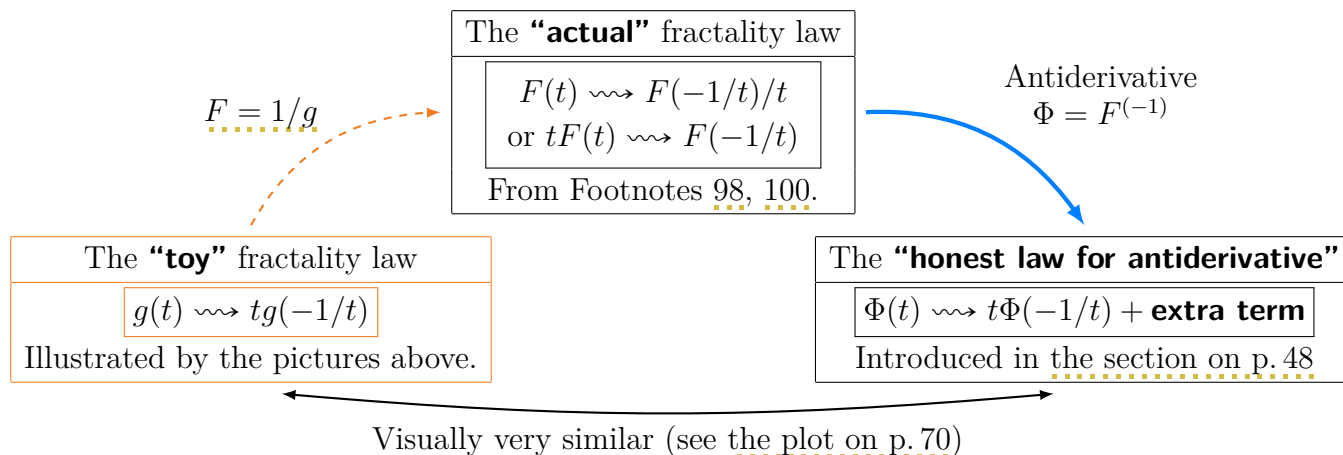 The “actual” fractality law
F(t) ⇝ F(−1/t)/t
or tF(t) ⇝ F(−1/t)
From Footnotes 98, 100.
F = 1/g
Antiderivative
Φ = F⁽⁻¹⁾
The “toy” fractality law
g(t) ⇝ tg(−1/t)
Illustrated by the pictures above.
The “honest law for antiderivative”
Φ(t) ⇝ tΦ(−1/t) + extra term
Introduced in the section on p. 48
Visually very similar (see the plot on p. 70)